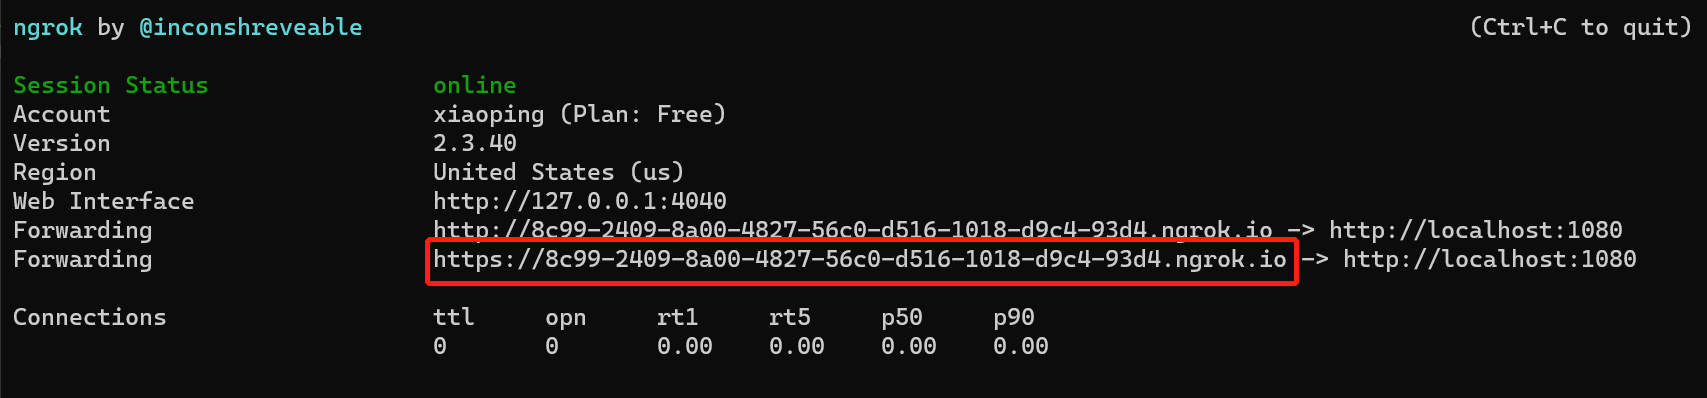 ngrok by @inconshreveable (Ctrl+C to quit)
Session Status online
Account xiaoping (Plan: Free)
Version 2.3.40
Region United States (us)
Web Interface http://127.0.0.1:4040
Forwarding http://8c99-2409-8a00-4827-56c0-d516-1018-d9c4-93d4.ngrok.io -> http://localhost:1080
Forwarding https://8c99-2409-8a00-4827-56c0-d516-1018-d9c4-93d4.ngrok.io -> http://localhost:1080
Connections ttl opn rt1 rt5 p50 p90
0 0 0.00 0.00 0.00 0.00